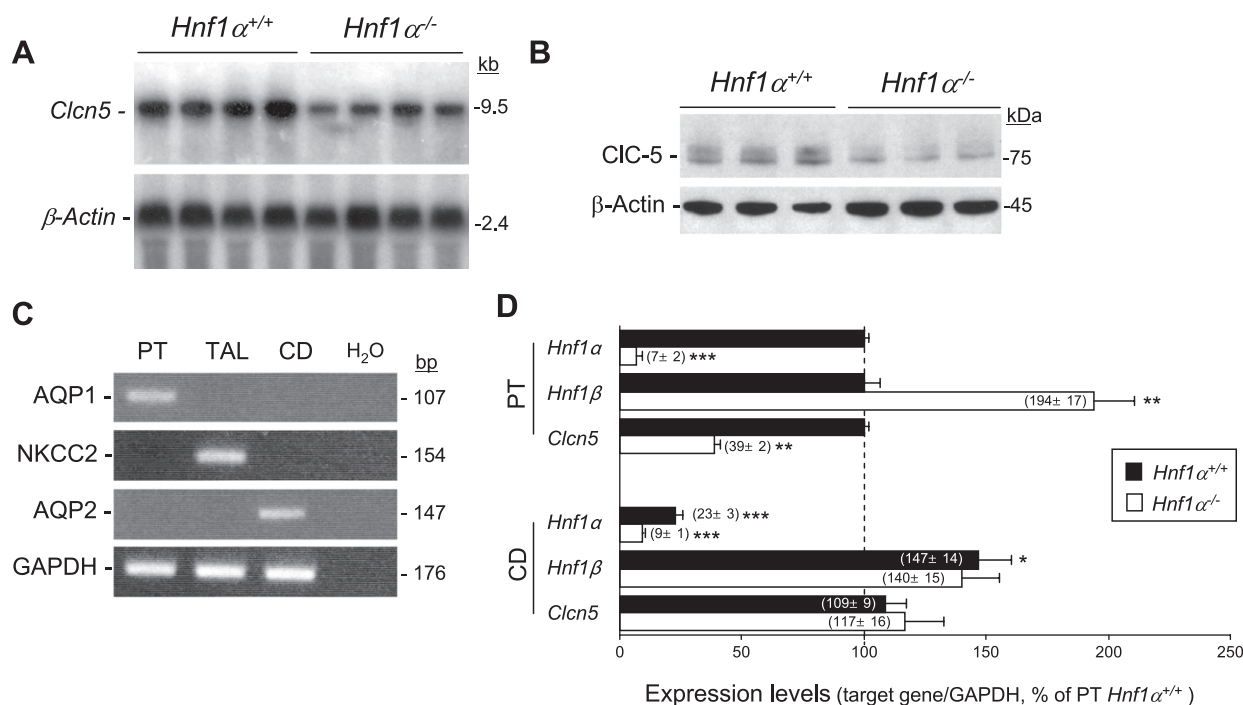 A
Hnf1α+/+ Hnf1α-/-
kb
Clcn5 - -9.5
β-Actin - -2.4
B
Hnf1α+/+ Hnf1α-/-
kDa
ClC-5 - -75
β-Actin - -45
C
PT TAL CD H2O
bp
AQP1 - - 107
NKCC2 - - 154
AQP2 - - 147
GAPDH - - 176
D
PT
Hnf1α
(7± 2) ***
Hnf1β
(194± 17) **
Clcn5
(39± 2) **
CD
Hnf1α
(23± 3) ***
(9± 1) ***
Hnf1β
(147± 14) *
(140± 15)
Clcn5
(109± 9)
(117± 16)
Hnf1α+/+
Hnf1α-/-
0 50 100 150 200 250
Expression levels (target gene/GAPDH, % of PT Hnf1α+/+ )